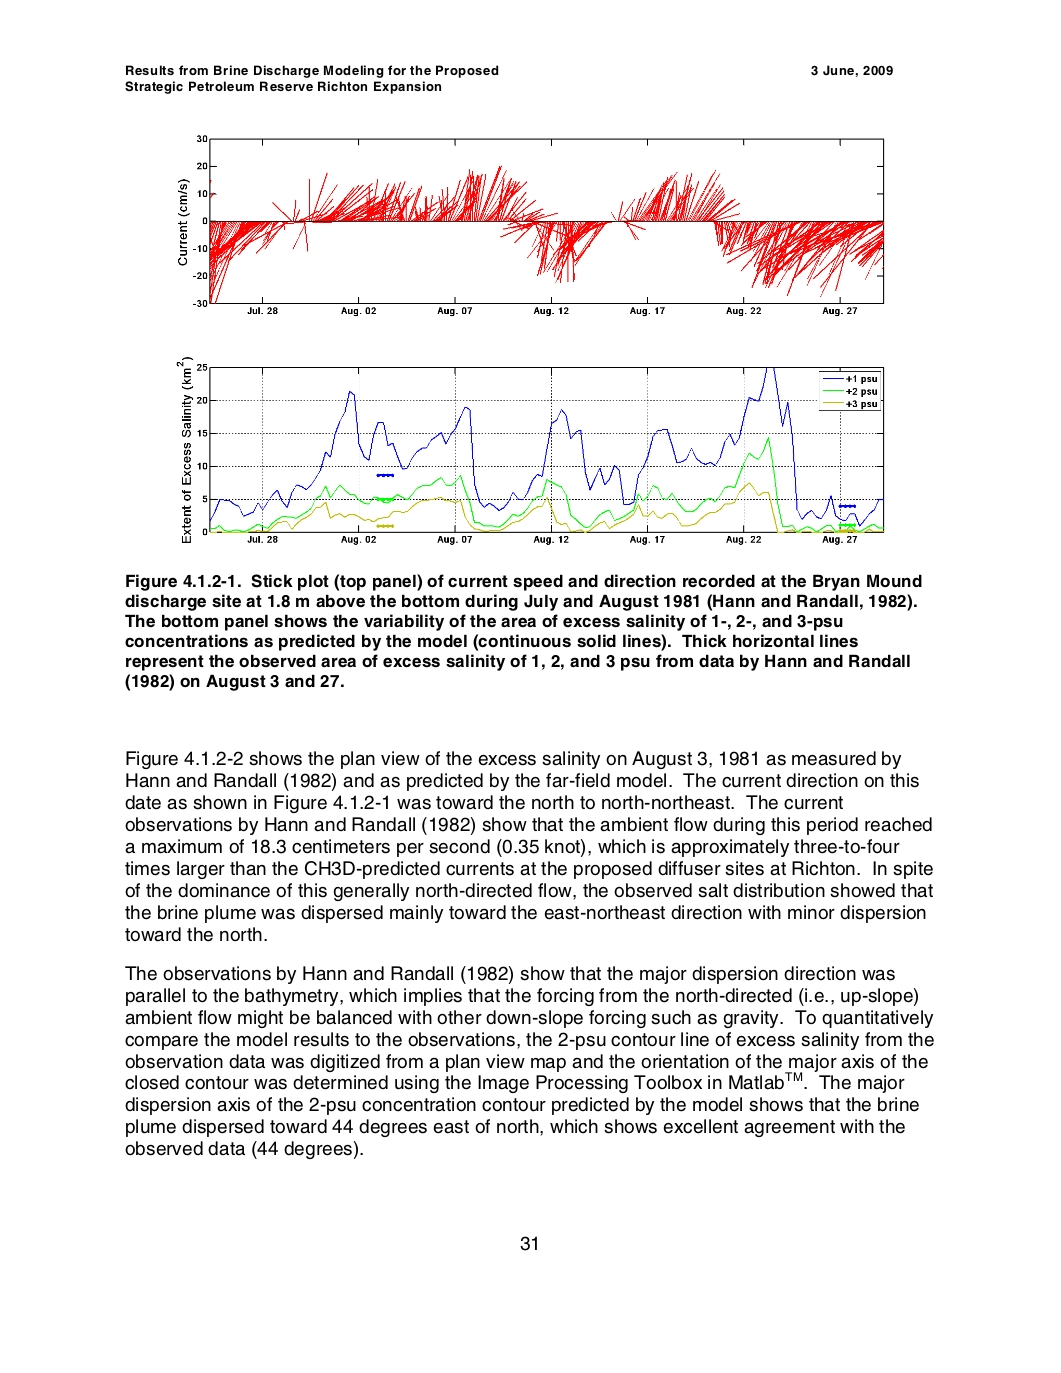 Results from Brine Discharge Modeling for the Proposed 3 June, 2009
Strategic Petroleum Reserve Richton Expansion
30
20
10
0
-10
-20
-30
Current (cm/s)
Jul. 28 Aug. 02 Aug. 07 Aug. 12 Aug. 17 Aug. 22 Aug. 27
Extent of Excess Salinity (km2)
25
20
15
10
5
0
+1 psu
+2 psu
+3 psu
Jul. 28 Aug. 02 Aug. 07 Aug. 12 Aug. 17 Aug. 22 Aug. 27
Figure 4.1.2-1. Stick plot (top panel) of current speed and direction recorded at the Bryan Mound
discharge site at 1.8 m above the bottom during July and August 1981 (Hann and Randall, 1982).
The bottom panel shows the variability of the area of excess salinity of 1-, 2-, and 3-psu
concentrations as predicted by the model (continuous solid lines). Thick horizontal lines
represent the observed area of excess salinity of 1, 2, and 3 psu from data by Hann and Randall
(1982) on August 3 and 27.
Figure 4.1.2-2 shows the plan view of the excess salinity on August 3, 1981 as measured by
Hann and Randall (1982) and as predicted by the far-field model. The current direction on this
date as shown in Figure 4.1.2-1 was toward the north to north-northeast. The current
observations by Hann and Randall (1982) show that the ambient flow during this period reached
a maximum of 18.3 centimeters per second (0.35 knot), which is approximately three-to-four
times larger than the CH3D-predicted currents at the proposed diffuser sites at Richton. In spite
of the dominance of this generally north-directed flow, the observed salt distribution showed that
the brine plume was dispersed mainly toward the east-northeast direction with minor dispersion
toward the north.
The observations by Hann and Randall (1982) show that the major dispersion direction was
parallel to the bathymetry, which implies that the forcing from the north-directed (i.e., up-slope)
ambient flow might be balanced with other down-slope forcing such as gravity. To quantitatively
compare the model results to the observations, the 2-psu contour line of excess salinity from the
observation data was digitized from a plan view map and the orientation of the major axis of the
closed contour was determined using the Image Processing Toolbox in MatlabTM. The major
dispersion axis of the 2-psu concentration contour predicted by the model shows that the brine
plume dispersed toward 44 degrees east of north, which shows excellent agreement with the
observed data (44 degrees).
31